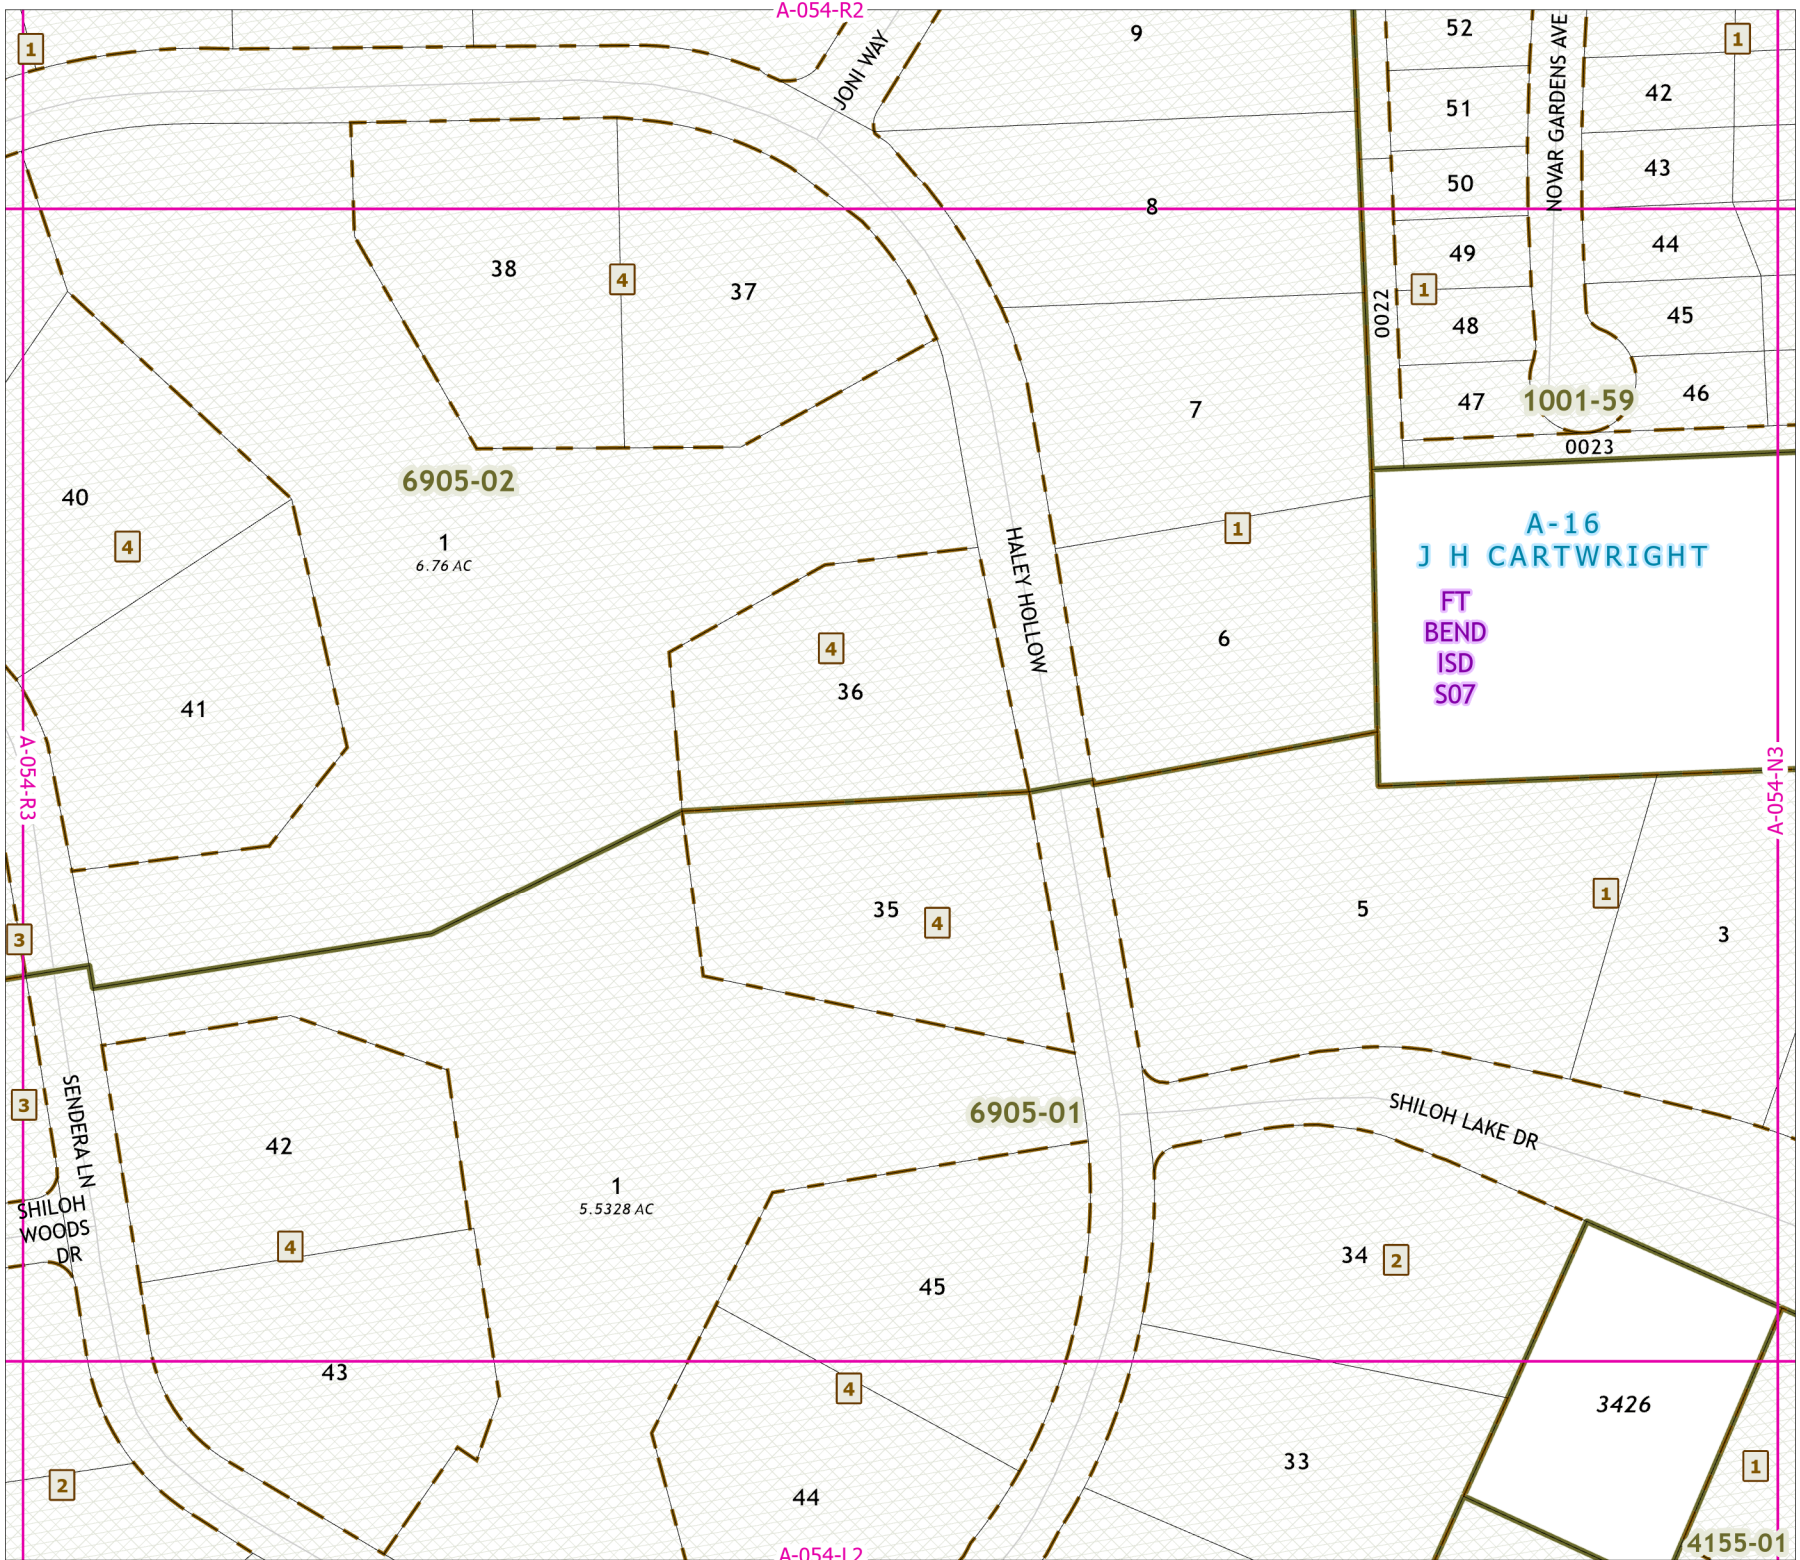 A-054-R2
1
JONI WAY
9
52
NOVAR GARDENS AVE
1
42
51
43
50
8
44
49
38
4
37
0022
1
45
48
7
46
47
1001-59
0023
6905-02
40
4
1
6.76 AC
1
HALEY HOLLOW
A-16
J H CARTWRIGHT
FT
BEND
ISD
S07
4
36
6
41
A-054-R3
A-054-N3
35
4
5
1
3
3
3
SENDERA LN
6905-01
SHILOH LAKE DR
42
1
5.5328 AC
SHILOH
WOODS
DR
4
45
34
2
43
4
3426
33
2
44
1
4155-01
A-054-L2